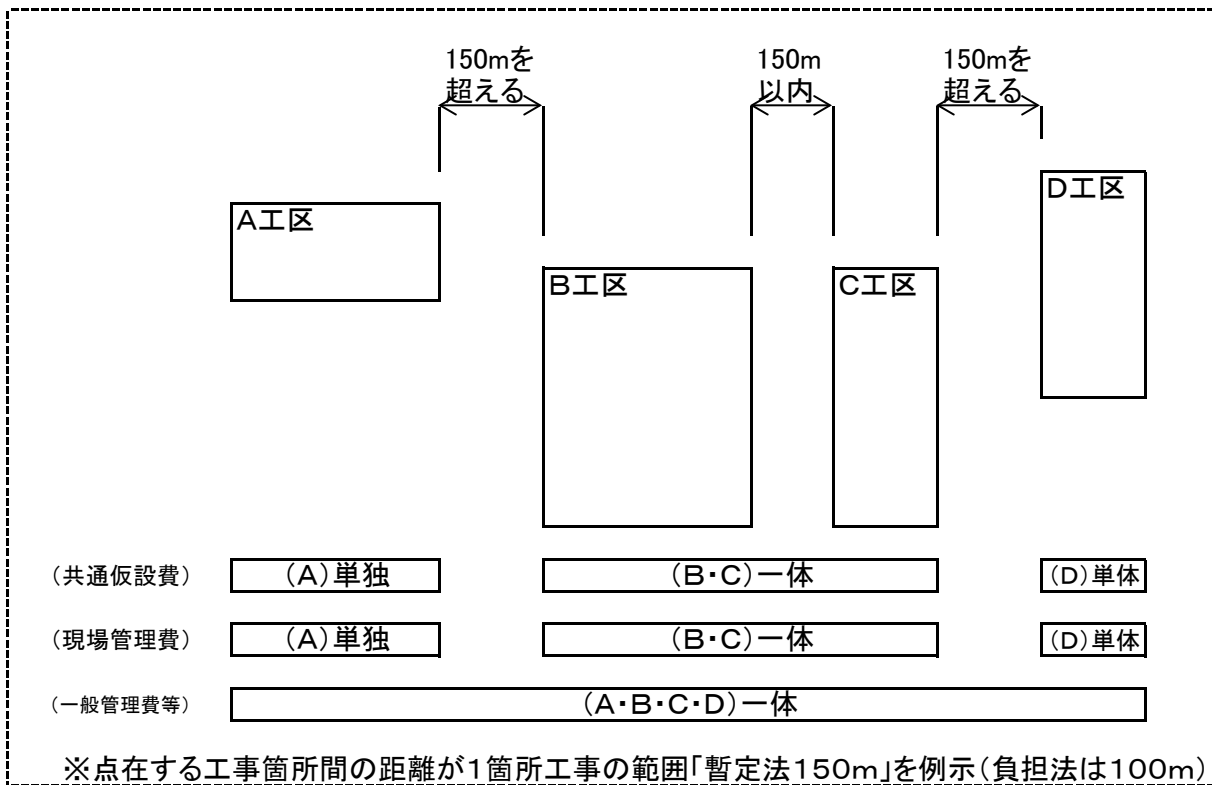 150mを
超える
150m
以内
150mを
超える
A工区
B工区
C工区
D工区
（共通仮設費）
（A）単独
（B・C）一体
（D）単体
（現場管理費）
（A）単独
（B・C）一体
（D）単体
（一般管理費等）
（A・B・C・D）一体
※点在する工事箇所間の距離が1箇所工事の範囲「暫定法150m」を例示（負担法は100m）